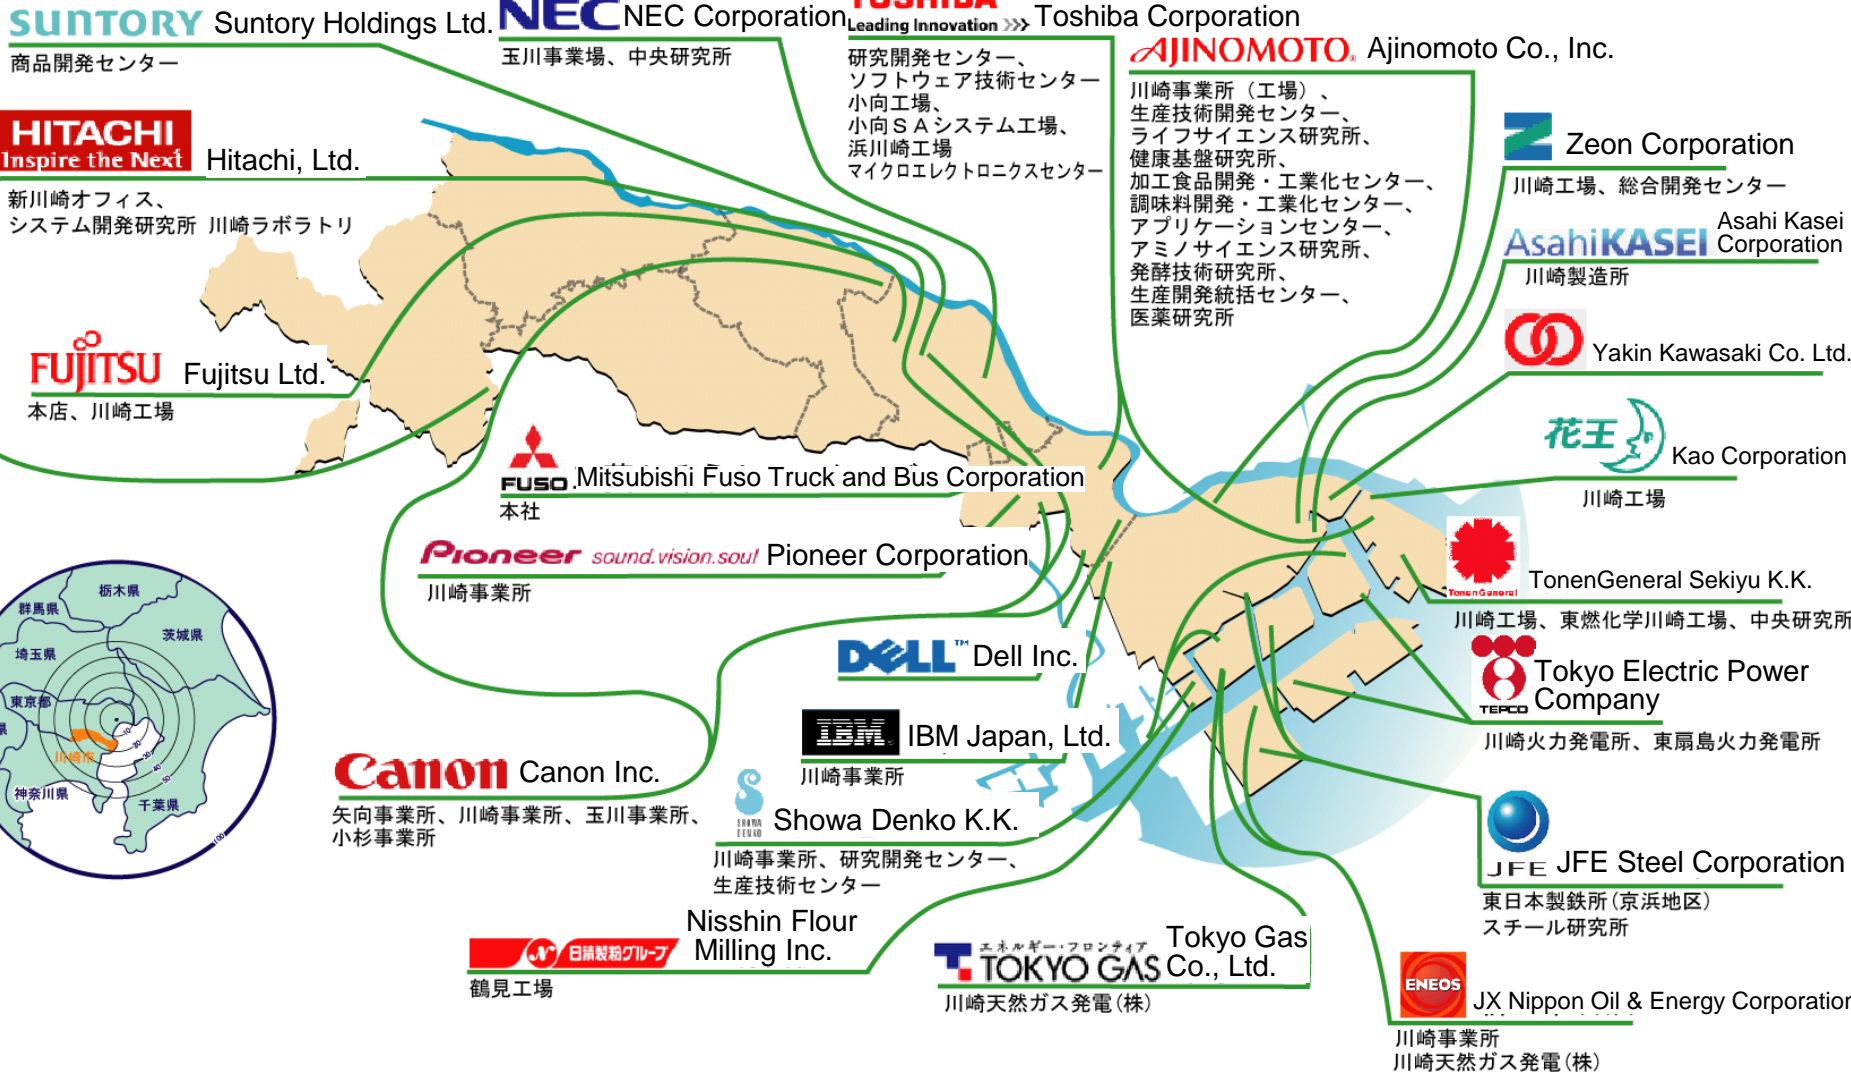 SUNTORY Suntory Holdings Ltd.
商品開発センター
NEC NEC Corporation
玉川事業場、中央研究所
TOSHIBA
Leading Innovation >>> Toshiba Corporation
研究開発センター、
ソフトウェア技術センター
小向工場、
小向ＳＡシステム工場、
浜川崎工場
マイクロエレクトロニクスセンター
AJINOMOTO® Ajinomoto Co., Inc.
川崎事業所（工場）、
生産技術開発センター、
ライフサイエンス研究所、
健康基盤研究所、
加工食品開発・工業化センター、
調味料開発・工業化センター、
アプリケーションセンター、
アミノサイエンス研究所、
発酵技術研究所、
生産開発統括センター、
医薬研究所
HITACHI
Inspire the Next Hitachi, Ltd.
新川崎オフィス、
システム開発研究所 川崎ラボラトリ
Zeon Corporation
川崎工場、総合開発センター
AsahiKASEI Asahi Kasei
Corporation
川崎製造所
Yakin Kawasaki Co. Ltd.
FUJITSU Fujitsu Ltd.
本店、川崎工場
花王 Kao Corporation
川崎工場
FUSO Mitsubishi Fuso Truck and Bus Corporation
本社
Pioneer sound.vision.soul Pioneer Corporation
川崎事業所
TonenGeneral
TonenGeneral Sekiyu K.K.
川崎工場、東燃化学川崎工場、中央研究所
DELL™ Dell Inc.
TEPCO
Tokyo Electric Power
Company
川崎火力発電所、東扇島火力発電所
IBM IBM Japan, Ltd.
川崎事業所
栃木県
群馬県
茨城県
埼玉県
東京都
県
川崎市
神奈川県
千葉県
10
20
30
40
50
100
Canon Canon Inc.
矢向事業所、川崎事業所、玉川事業所、
小杉事業所
SHOWA
DENKO
Showa Denko K.K.
川崎事業所、研究開発センター、
生産技術センター
JFE JFE Steel Corporation
東日本製鉄所（京浜地区）
スチール研究所
日清製粉グループ
Nisshin Flour
Milling Inc.
鶴見工場
エネルギー・フロンティア
TOKYO GAS
Tokyo Gas
Co., Ltd.
川崎天然ガス発電（株）
ENEOS
JX Nippon Oil & Energy Corporation
川崎事業所
川崎天然ガス発電（株）